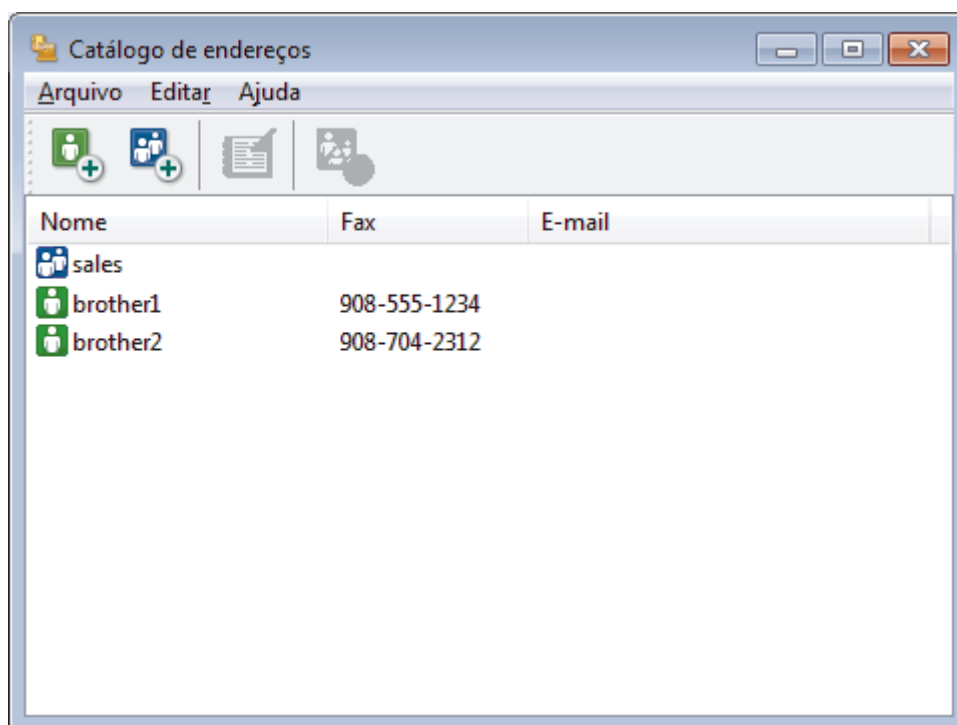 Catálogo de endereços
Arquivo Editar Ajuda
Nome Fax E-mail
sales
brother1 908-555-1234
brother2 908-704-2312